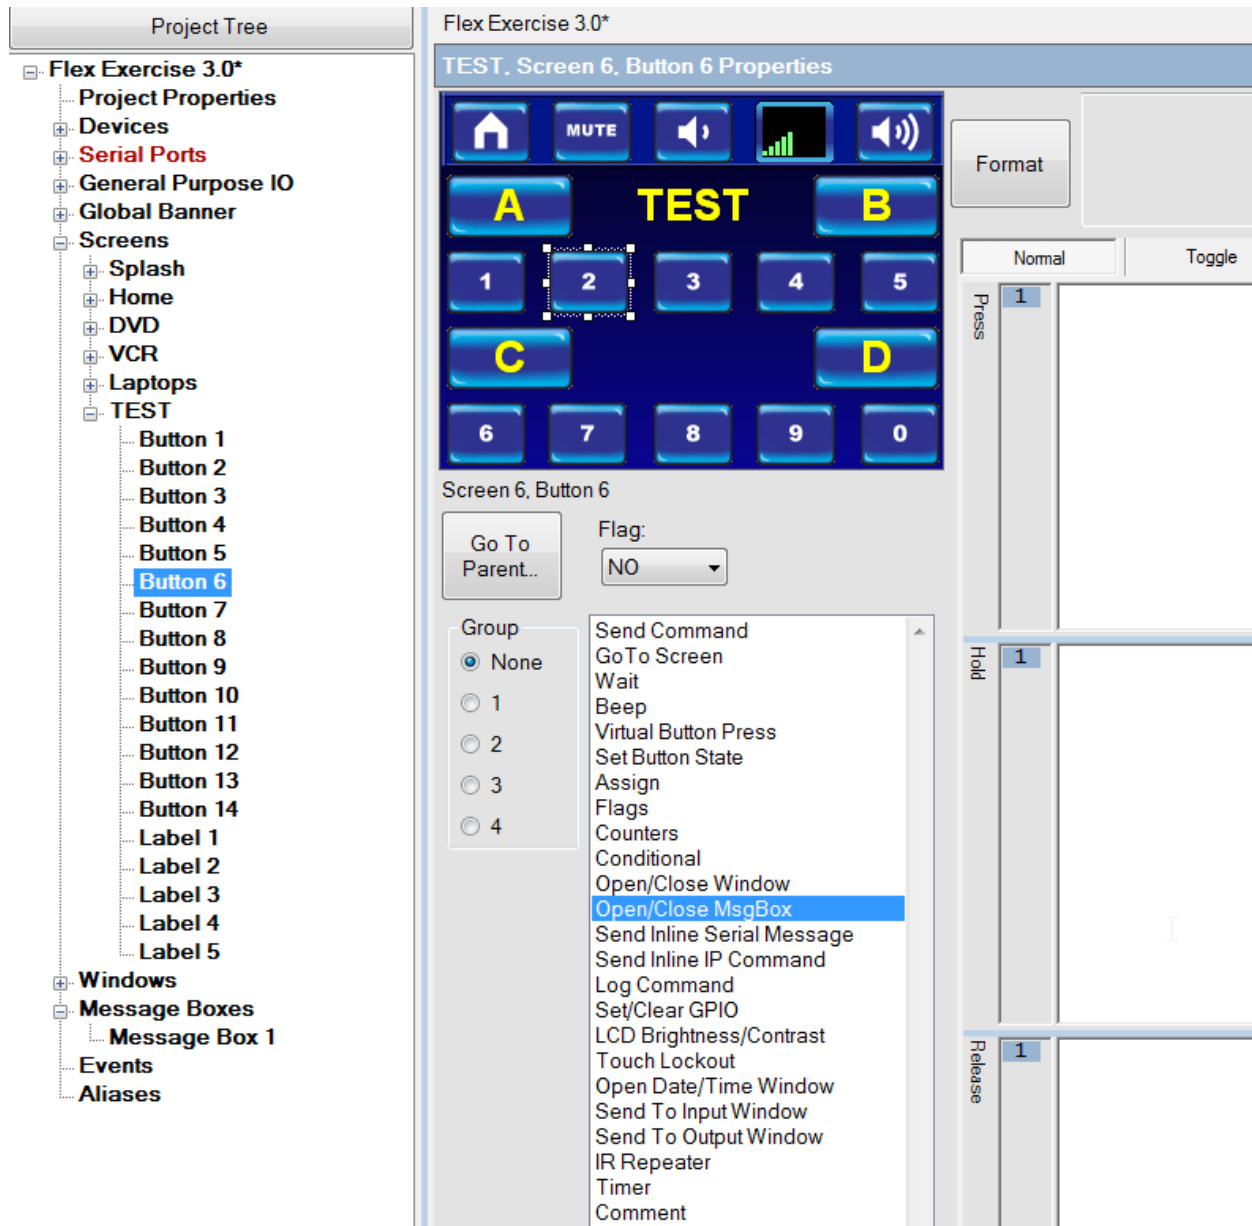 Project Tree
Flex Exercise 3.0*
Project Properties
Devices
Serial Ports
General Purpose IO
Global Banner
Screens
Splash
Home
DVD
VCR
Laptops
TEST
Button 1
Button 2
Button 3
Button 4
Button 5
Button 6
Button 7
Button 8
Button 9
Button 10
Button 11
Button 12
Button 13
Button 14
Label 1
Label 2
Label 3
Label 4
Label 5
Windows
Message Boxes
Message Box 1
Events
Aliases
Flex Exercise 3.0*
TEST, Screen 6, Button 6 Properties
MUTE
A TEST B
1 2 3 4 5
C D
6 7 8 9 0
Screen 6, Button 6
Go To
Parent...
Flag:
NO
Group
None
1
2
3
4
Send Command
GoTo Screen
Wait
Beep
Virtual Button Press
Set Button State
Assign
Flags
Counters
Conditional
Open/Close Window
Open/Close MsgBox
Send Inline Serial Message
Send Inline IP Command
Log Command
Set/Clear GPIO
LCD Brightness/Contrast
Touch Lockout
Open Date/Time Window
Send To Input Window
Send To Output Window
IR Repeater
Timer
Comment
Format
Normal Toggle
Press 1
Hold 1
Release 1